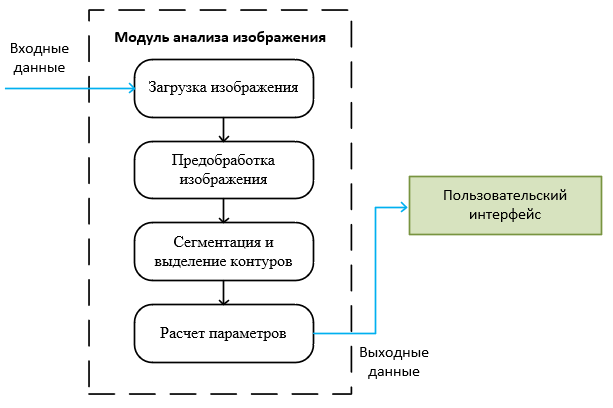 Модуль анализа изображения
Входные
данные
Загрузка изображения
Предобработка
изображения
Сегментация и
выделение контуров
Расчет параметров
Пользовательский
интерфейс
Выходные
данные